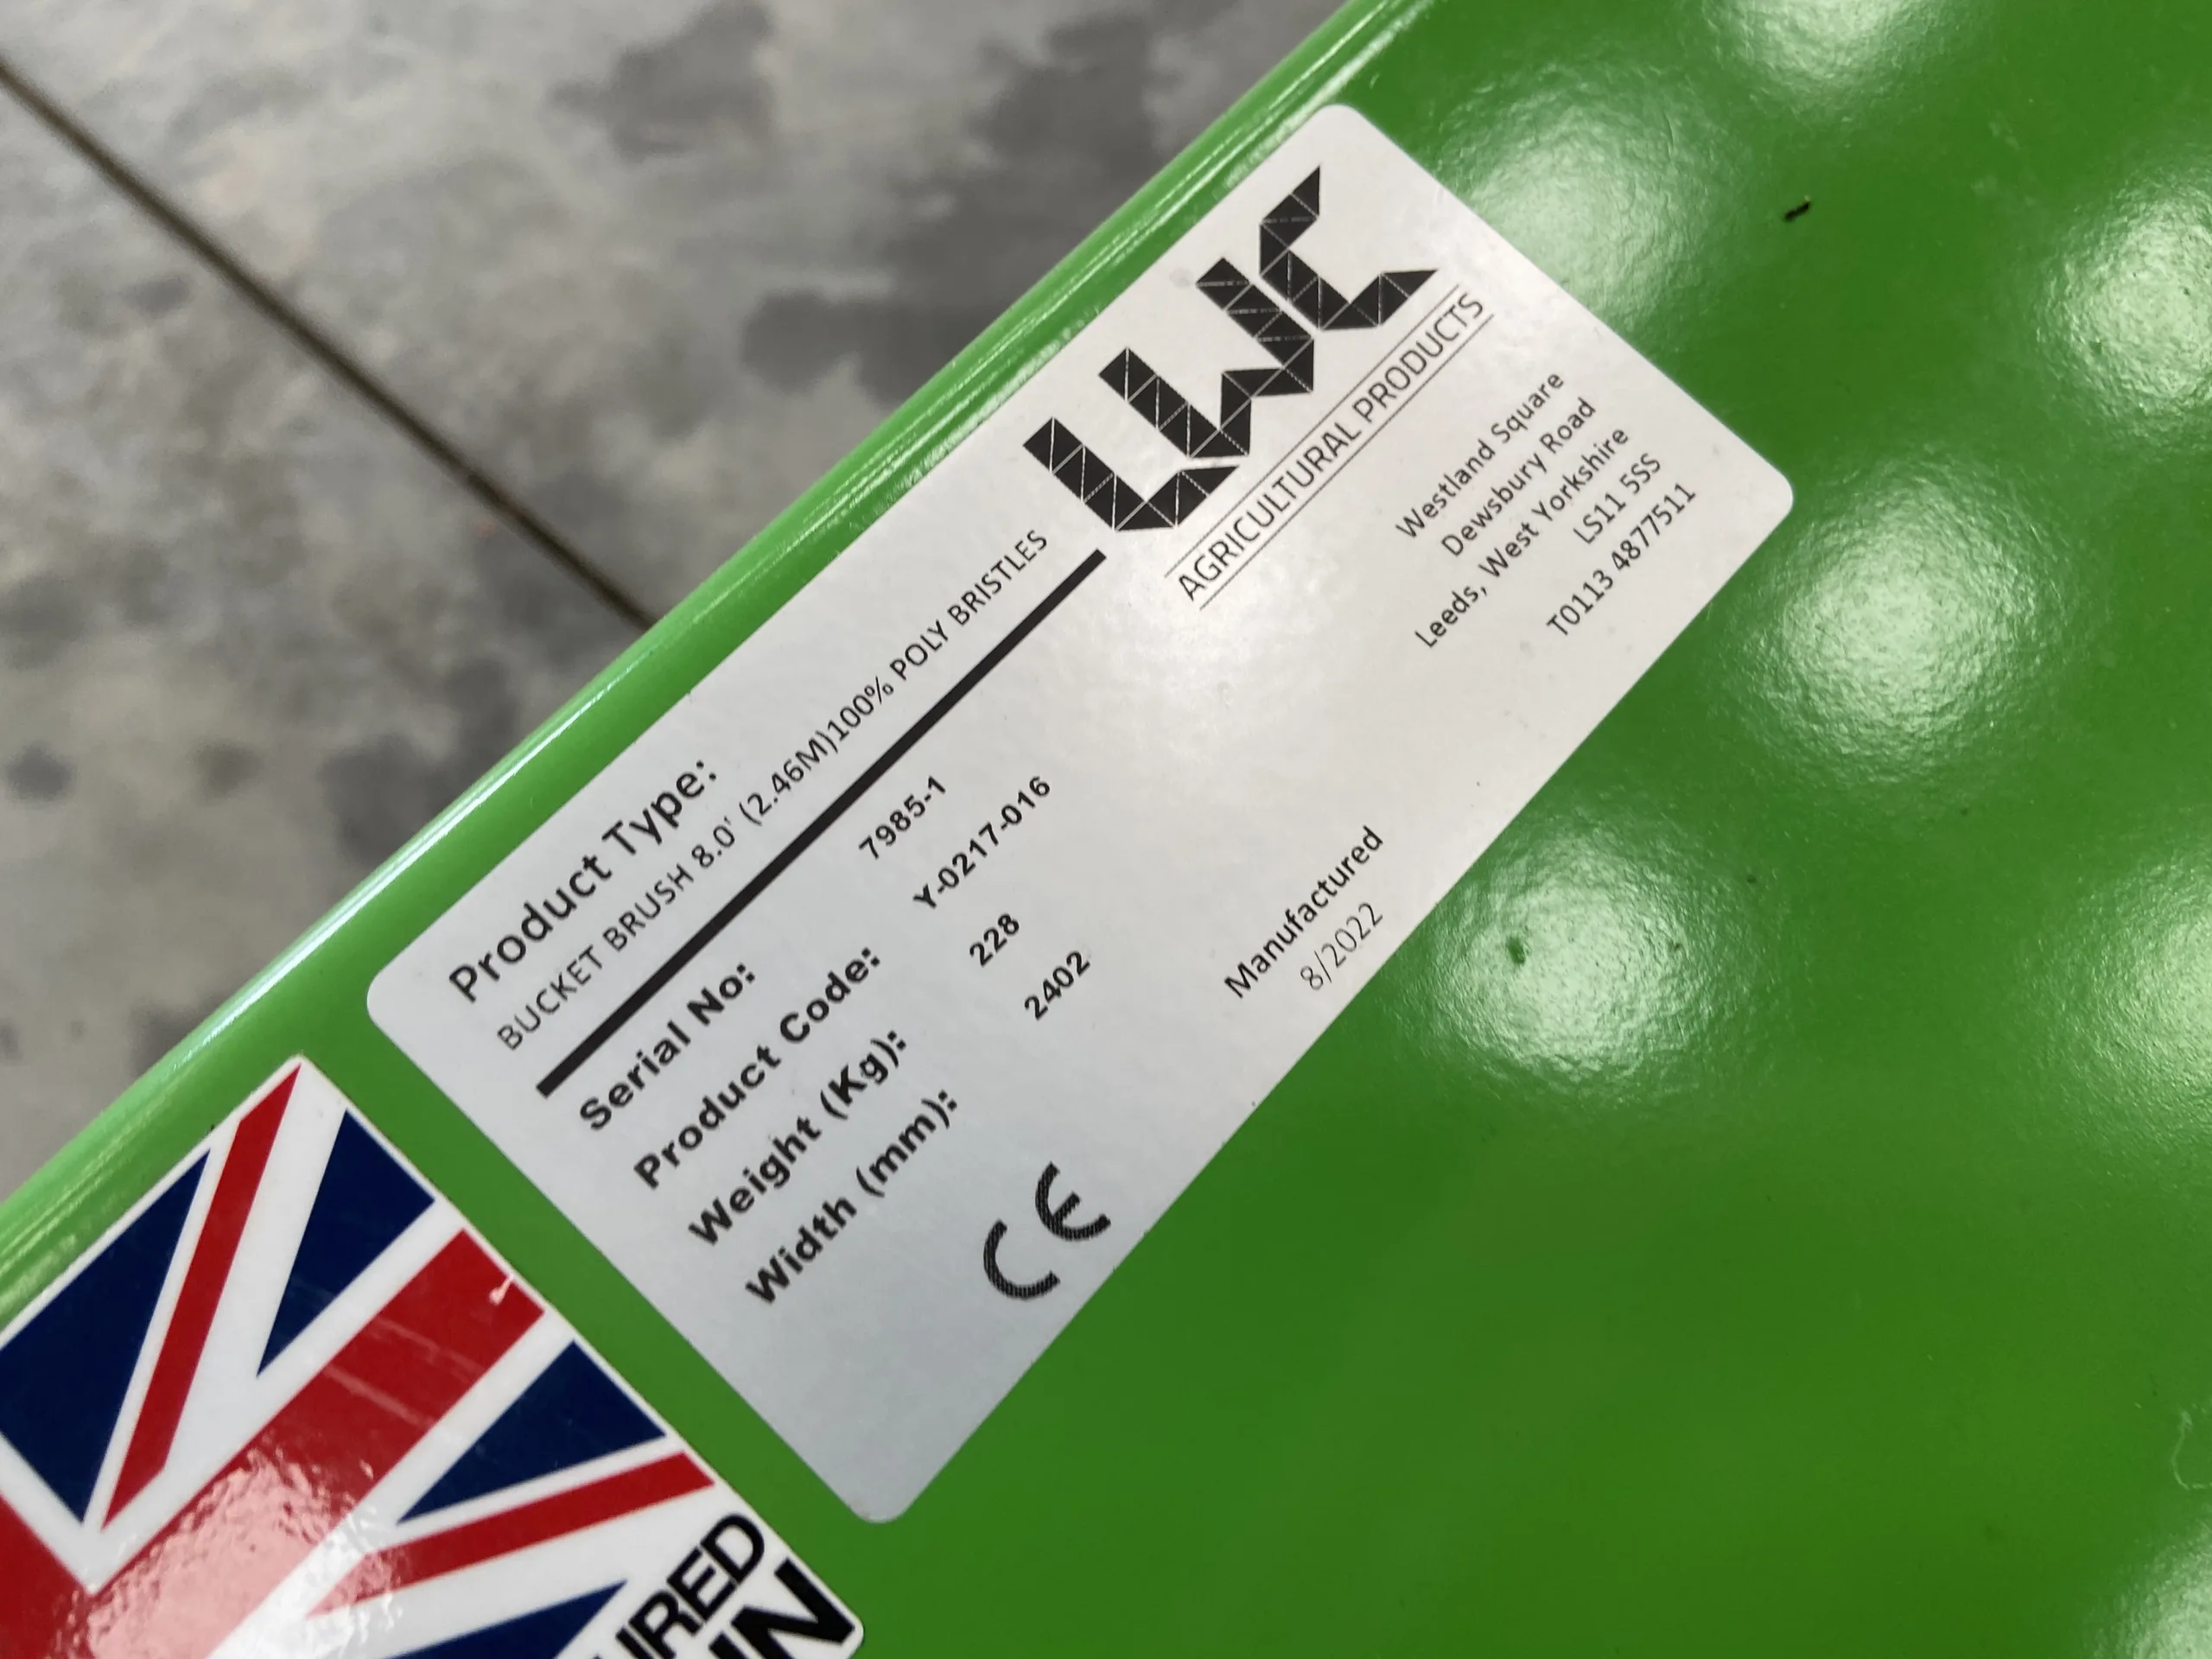 LWC
AGRICULTURAL PRODUCTS
Westland Square
Dewsbury Road
Leeds, West Yorkshire
LS11 5SS
T0113 4877511
Product Type:
BUCKET BRUSH 8.0' (2.46M)100% POLY BRISTLES
Serial No: 7985-1
Product Code: Y-0217-016
Weight (Kg): 228
Width (mm): 2402
Manufactured
8/2022
CE
URED
IN